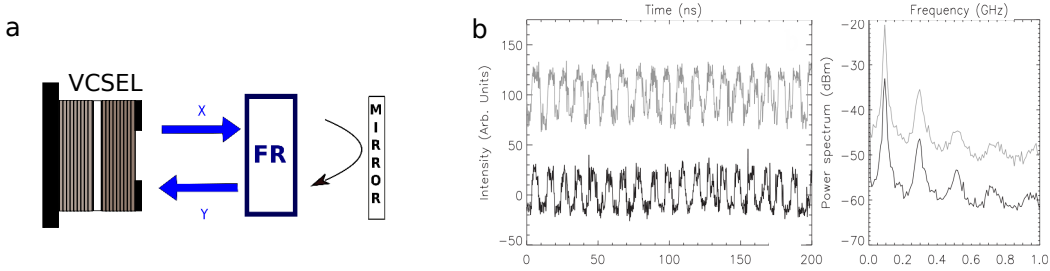 a
VCSEL
X
Y
FR
MIRROR
b
Time (ns)
Intensity (Arb. Units)
150
100
50
0
−50
0 50 100 150 200
Frequency (GHz)
Power spectrum (dBm)
−20
−30
−40
−50
−60
−70
0.0 0.2 0.4 0.6 0.8 1.0